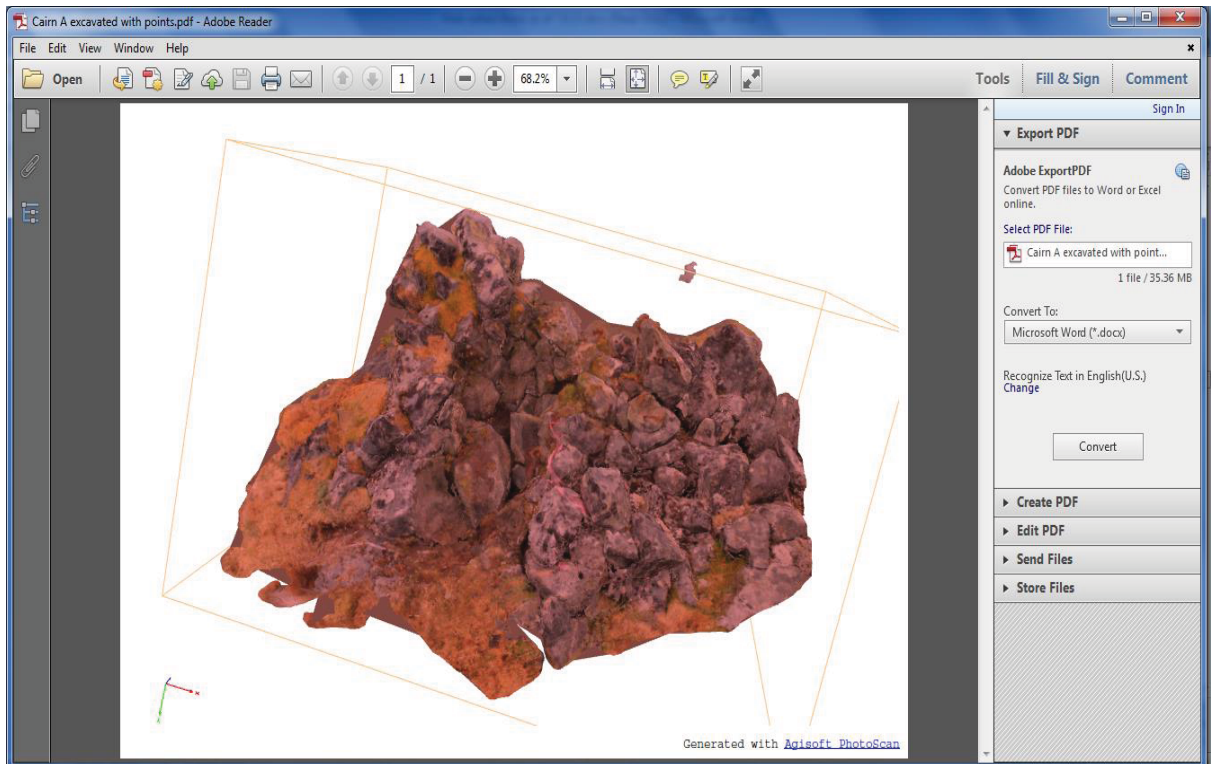 Cairn A excavated with points.pdf - Adobe Reader
File Edit View Window Help
Open 1 / 1 68.2% Tools Fill & Sign Comment
Sign In
Export PDF
Adobe ExportPDF
Convert PDF files to Word or Excel
online.
Select PDF File:
Cairn A excavated with point...
1 file / 35.36 MB
Convert To:
Microsoft Word (*.docx)
Recognize Text in English(U.S.)
Change
Convert
Create PDF
Edit PDF
Send Files
Store Files
Generated with Agisoft PhotoScan